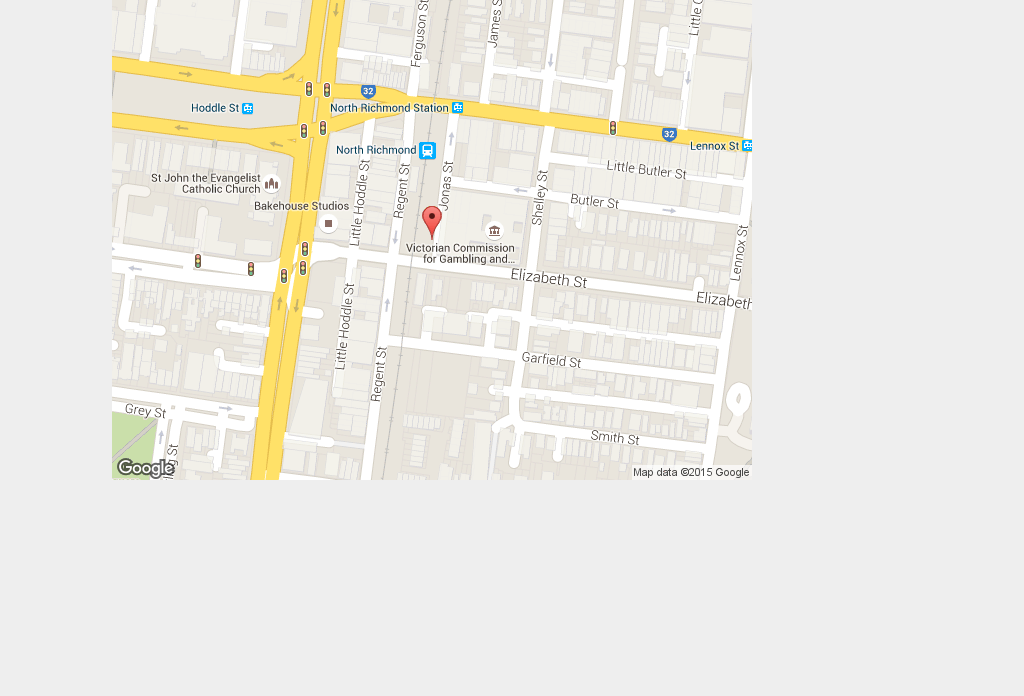 Ferguson St
James S
Little C
32
Hoddle St
North Richmond Station
32
Lennox St
North Richmond
Little Butler St
St John the Evangelist
Catholic Church
Little Hoddle St
Regent St
Jonas St
Shelley St
Butler St
Bakehouse Studios
Lennox St
Victorian Commission
for Gambling and...
Elizabeth St
Elizabeth
Little Hoddle St
Regent St
Garfield St
Grey St
Smith St
g St
Google
Map data ©2015 Google